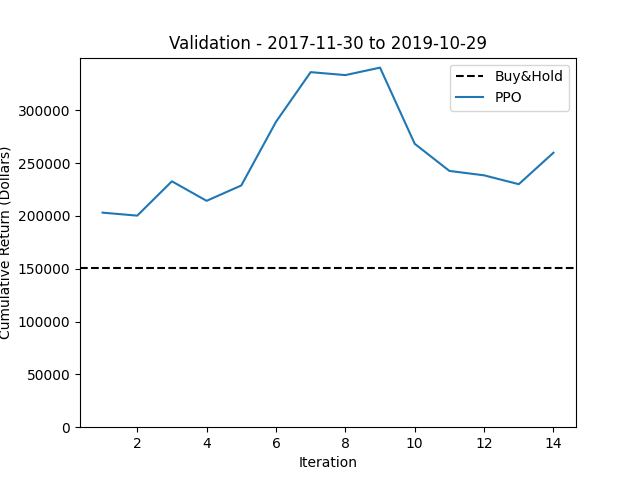 Validation - 2017-11-30 to 2019-10-29
Buy&Hold
PPO
Cumulative Return (Dollars)
300000
250000
200000
150000
100000
50000
0
2 4 6 8 10 12 14
Iteration